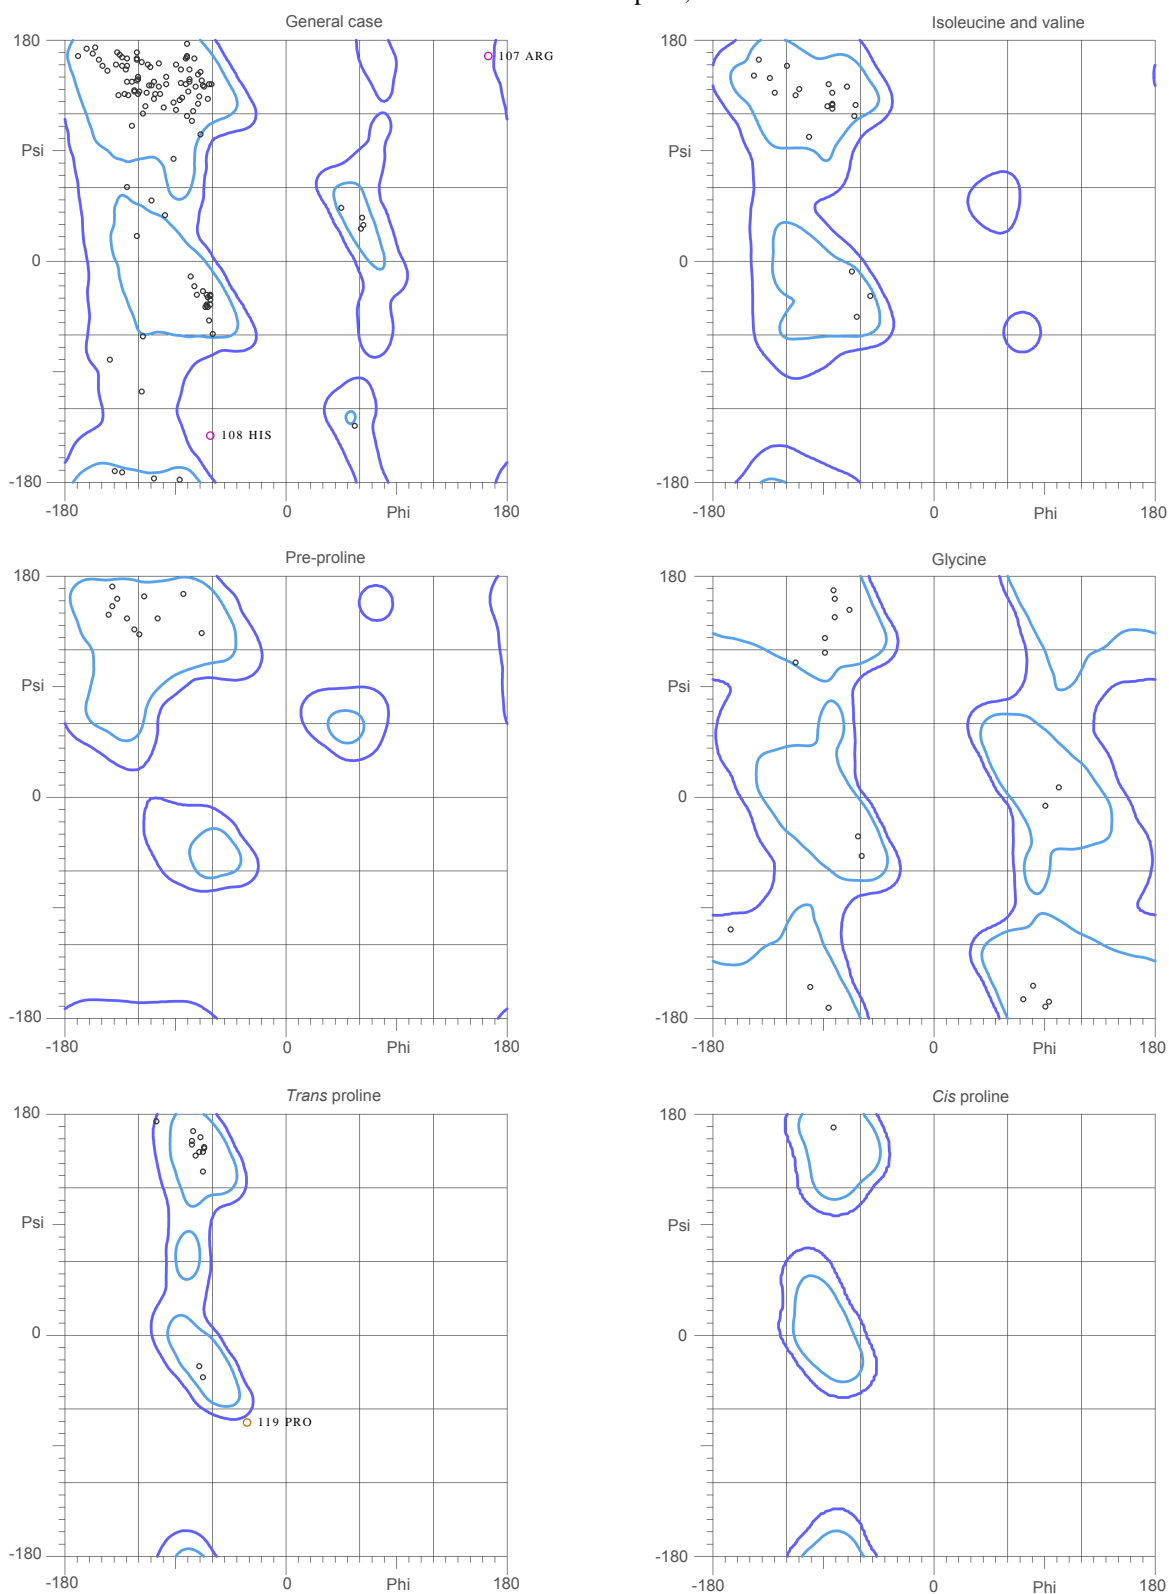 General case
Isoleucine and valine
180
107 ARG
180
Psi
Psi
0
0
108 HIS
-180
-180
-180
0
Phi
180
-180
0
Phi
180
Pre-proline
Glycine
180
180
Psi
Psi
0
0
-180
-180
-180
0
Phi
180
-180
0
Phi
180
Trans proline
Cis proline
180
180
Psi
Psi
0
0
119 PRO
-180
-180
-180
0
Phi
180
-180
0
Phi
180